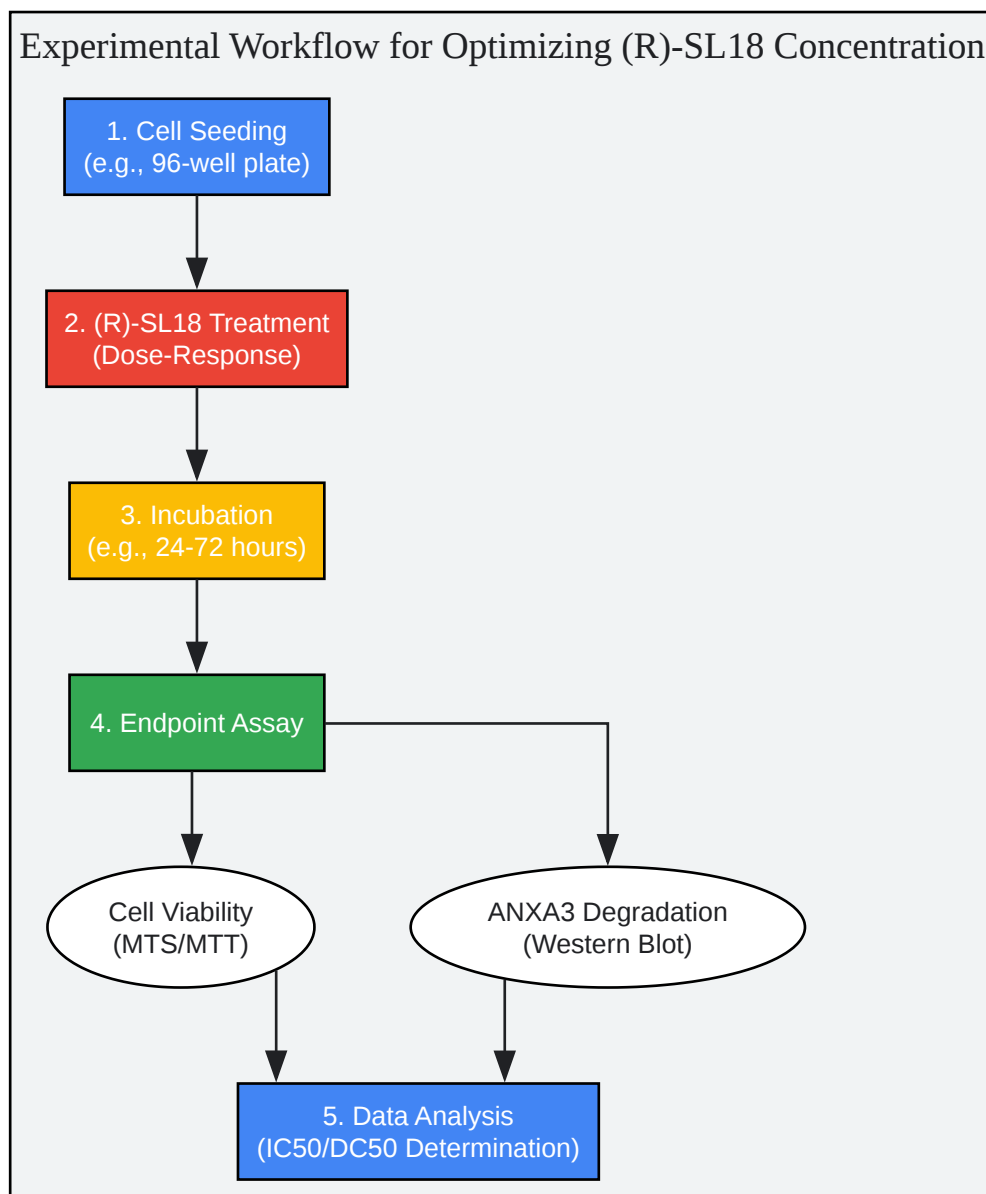 Experimental Workflow for Optimizing (R)-SL18 Concentration
1. Cell Seeding
(e.g., 96-well plate)
2. (R)-SL18 Treatment
(Dose-Response)
3. Incubation
(e.g., 24-72 hours)
4. Endpoint Assay
Cell Viability
(MTS/MTT)
ANXA3 Degradation
(Western Blot)
5. Data Analysis
(IC50/DC50 Determination)